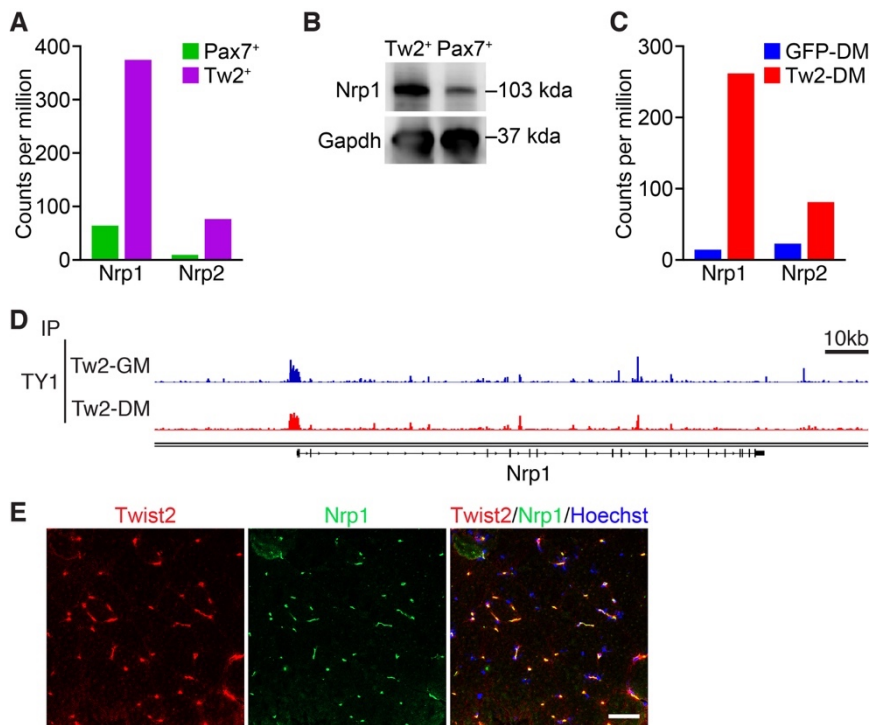 A
Counts per million
400
300
200
100
0
Pax7⁺
Tw2⁺
Nrp1 Nrp2
B
Tw2⁺ Pax7⁺
Nrp1 –103 kda
Gapdh –37 kda
C
Counts per million
300
200
100
0
GFP-DM
Tw2-DM
Nrp1 Nrp2
D
IP
10kb
Tw2-GM
TY1
Tw2-DM
Nrp1
E
Twist2 Nrp1 Twist2/Nrp1/Hoechst